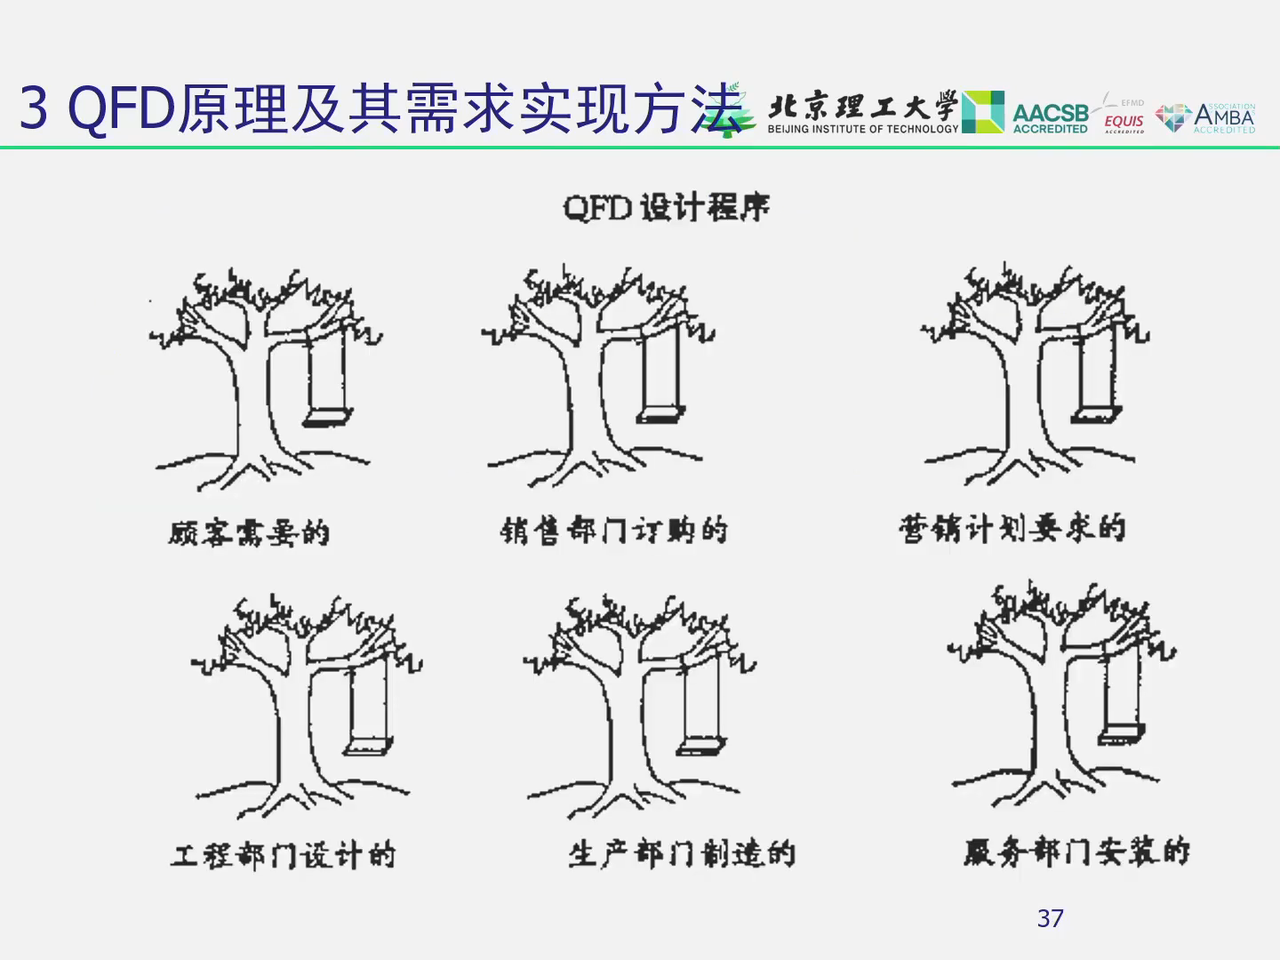 3 QFD原理及其需求实现方法
北京理工大学
BEIJING INSTITUTE OF TECHNOLOGY
AACSB
ACCREDITED
EFMD
EQUIS
ACCREDITED
ASSOCIATION
AMBA
ACCREDITED
QFD 设计程序
顾客需要的
销售部门订购的
营销计划要求的
工程部门设计的
生产部门制造的
服务部门安装的
37